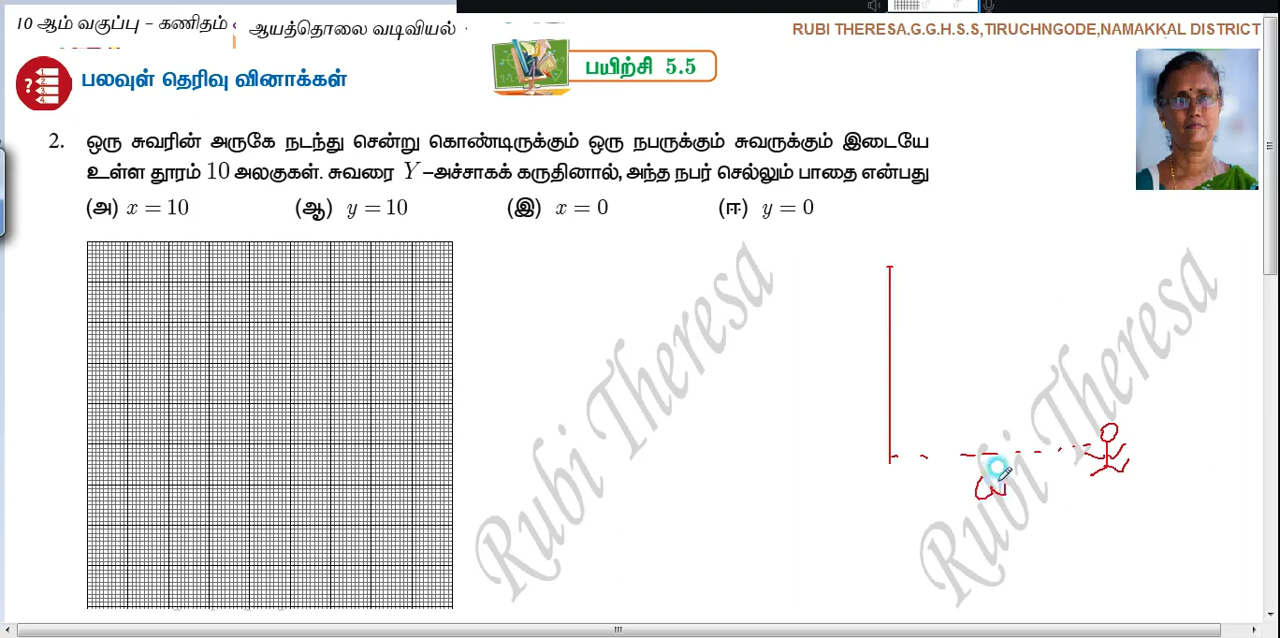 10 ஆம் வகுப்பு – கணிதம்
ஆயத்தொலை வடிவியல்
RUBI THERESA.G.G.H.S.S,TIRUCHNGODE,NAMAKKAL DISTRICT
பலவுள் தெரிவு வினாக்கள்
பயிற்சி 5.5
2. ஒரு சுவரின் அருகே நடந்து சென்று கொண்டிருக்கும் ஒரு நபருக்கும் சுவருக்கும் இடையே
உள்ள தூரம் 10 அலகுகள். சுவரை Y –அச்சாகக் கருதினால், அந்த நபர் செல்லும் பாதை என்பது
(அ) x = 10 (ஆ) y = 10 (இ) x = 0 (ஈ) y = 0
Rubi Theresa
Rubi Theresa